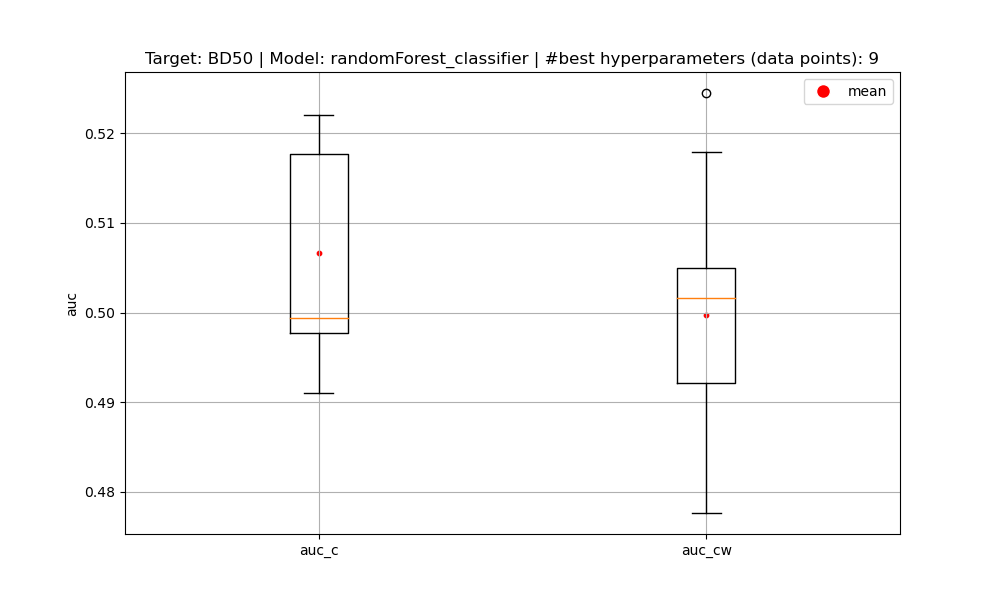 Target: BD50 | Model: randomForest_classifier | #best hyperparameters (data points): 9
mean
0.52
0.51
0.50
0.49
0.48
auc
auc_c
auc_cw